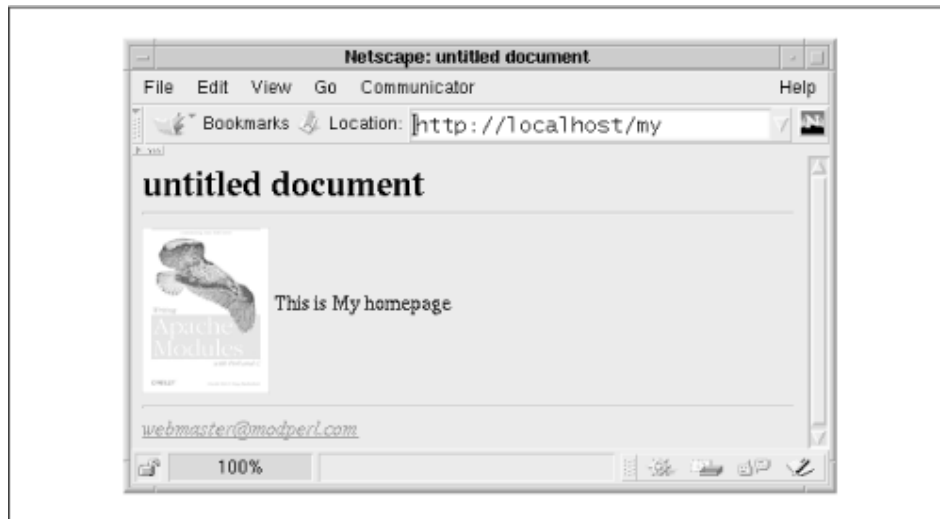 Netscape: untitled document
File Edit View Go Communicator Help
Bookmarks Location: http://localhost/my
untitled document
Apache
Modules
This is My homepage
webmaster@modperl.com
100%